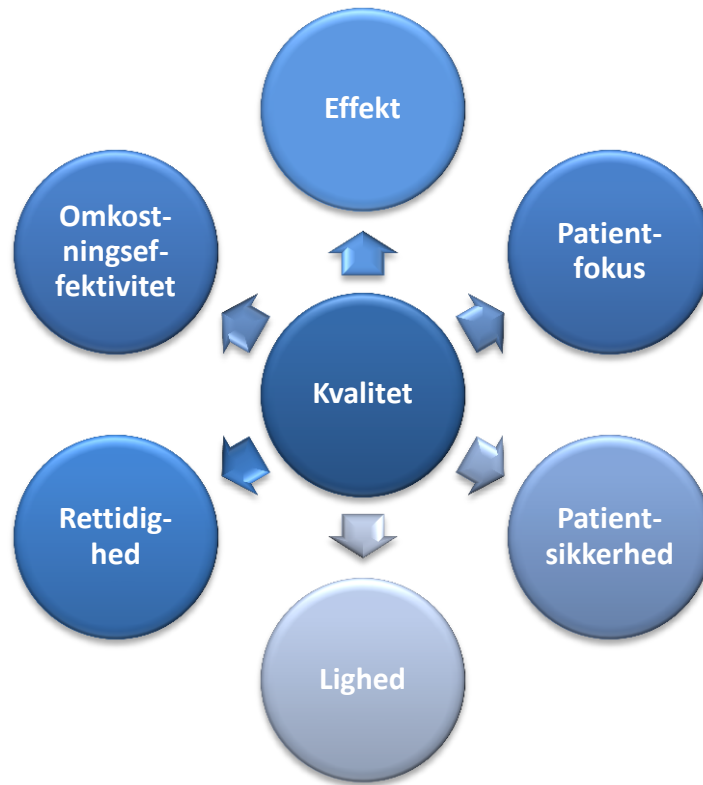 Effekt
Omkost-
ningsef-
fektivitet
Patient-
fokus
Kvalitet
Rettidig-
hed
Patient-
sikkerhed
Lighed